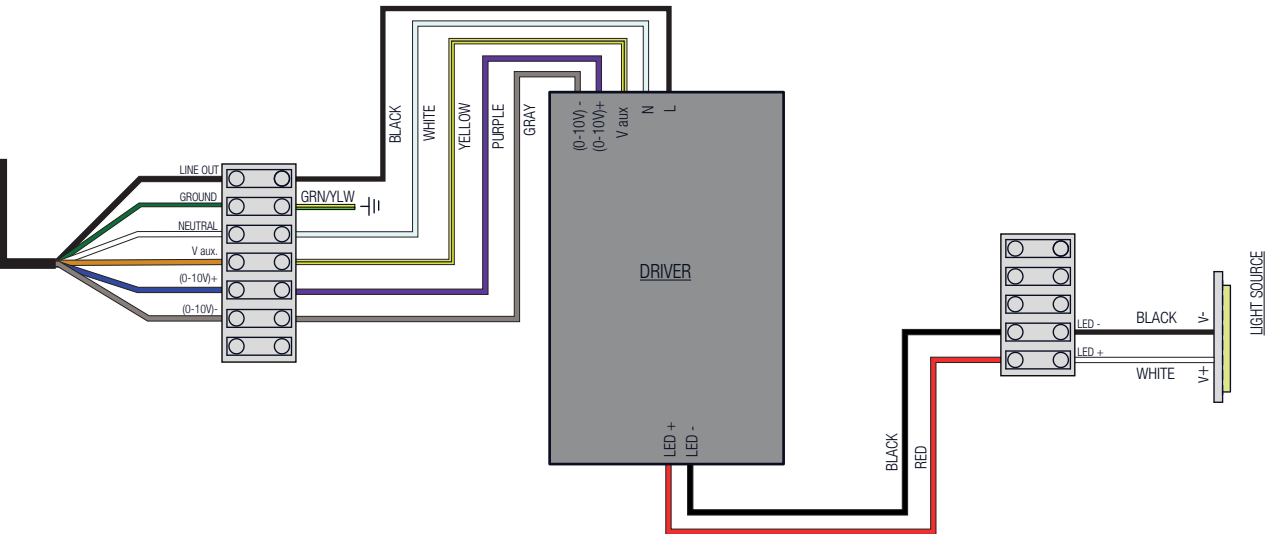 LINE OUT
GROUND
NEUTRAL
V aux.
(0-10V)+
(0-10V)-
GRN/YLW
BLACK
WHITE
YELLOW
PURPLE
GRAY
(0-10V) -
(0-10V)+
V aux
N
L
DRIVER
LED +
LED -
BLACK
RED
LED -
LED +
BLACK
WHITE
V-
V+
LIGHT SOURCE